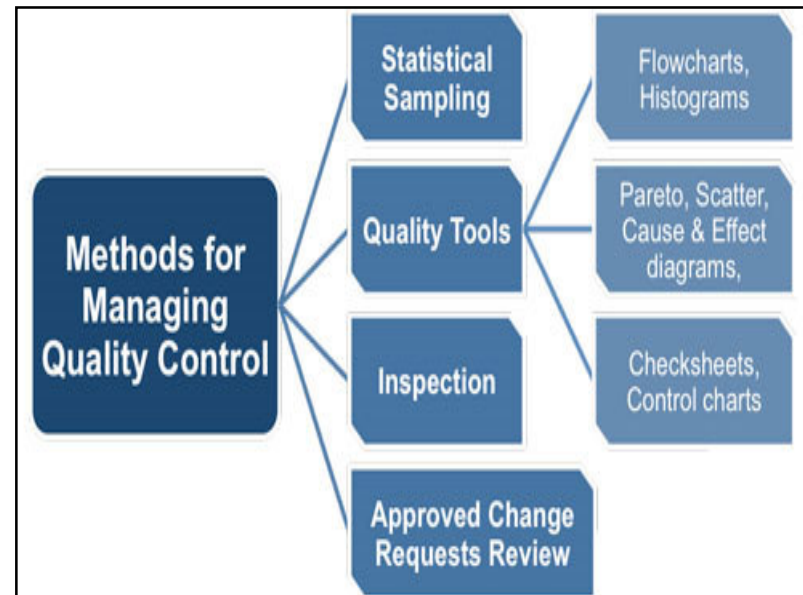 Methods for
Managing
Quality Control
Statistical
Sampling
Quality Tools
Inspection
Approved Change
Requests Review
Flowcharts,
Histograms
Pareto, Scatter,
Cause & Effect
diagrams,
Checksheets,
Control charts